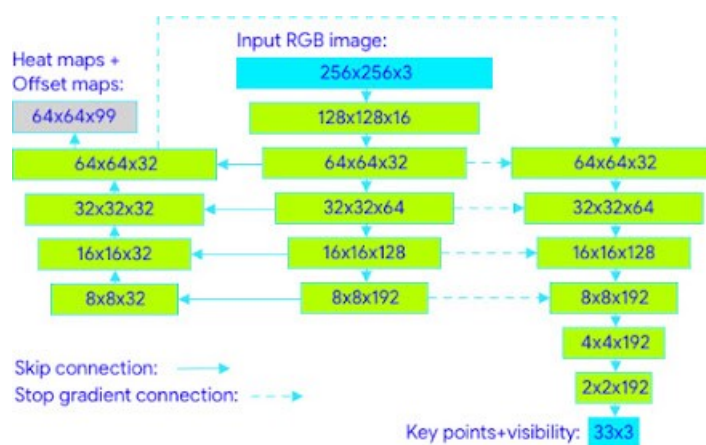 Input RGB image:
256x256x3
Heat maps +
Offset maps:
64x64x99
128x128x16
64x64x32 64x64x32 64x64x32
32x32x32 32x32x64 32x32x64
16x16x32 16x16x128 16x16x128
8x8x32 8x8x192 8x8x192
4x4x192
2x2x192
Skip connection:
Stop gradient connection:
Key points+visibility: 33x3